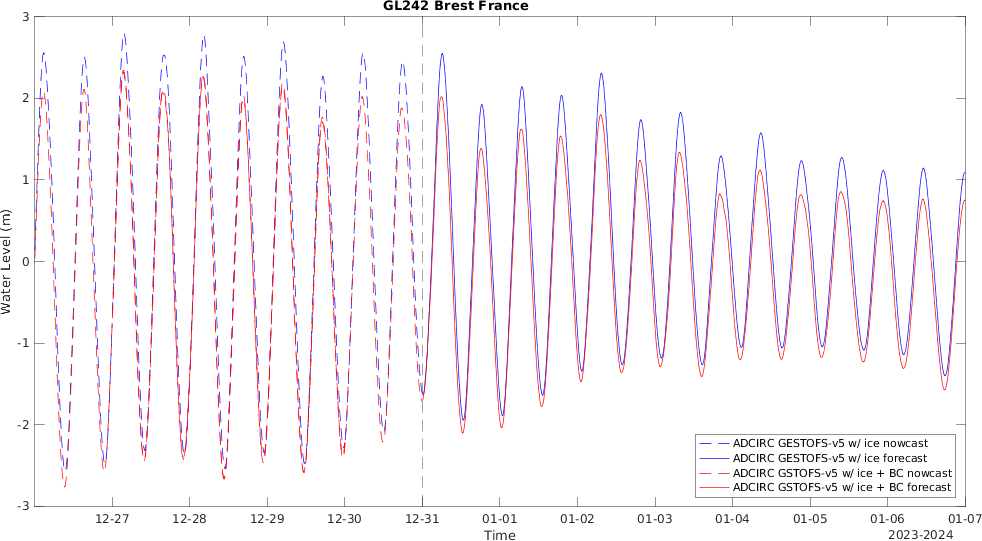 GL242 Brest France
3
2
1
0
-1
-2
-3
Water Level (m)
ADCIRC GESTOFS-v5 w/ ice nowcast
ADCIRC GESTOFS-v5 w/ ice forecast
ADCIRC GSTOFS-v5 w/ ice + BC nowcast
ADCIRC GSTOFS-v5 w/ ice + BC forecast
12-27 12-28 12-29 12-30 12-31 01-01 01-02 01-03 01-04 01-05 01-06 01-07
Time
2023-2024